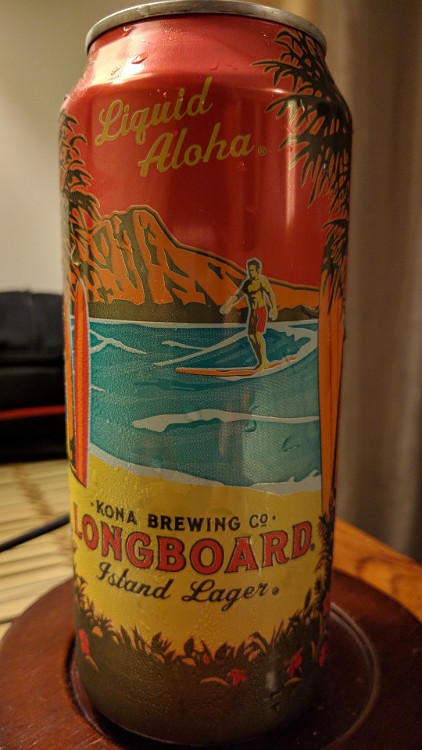 Liquid
Aloha®
• KONA BREWING Co •
LONGBOARD®
Island Lager®